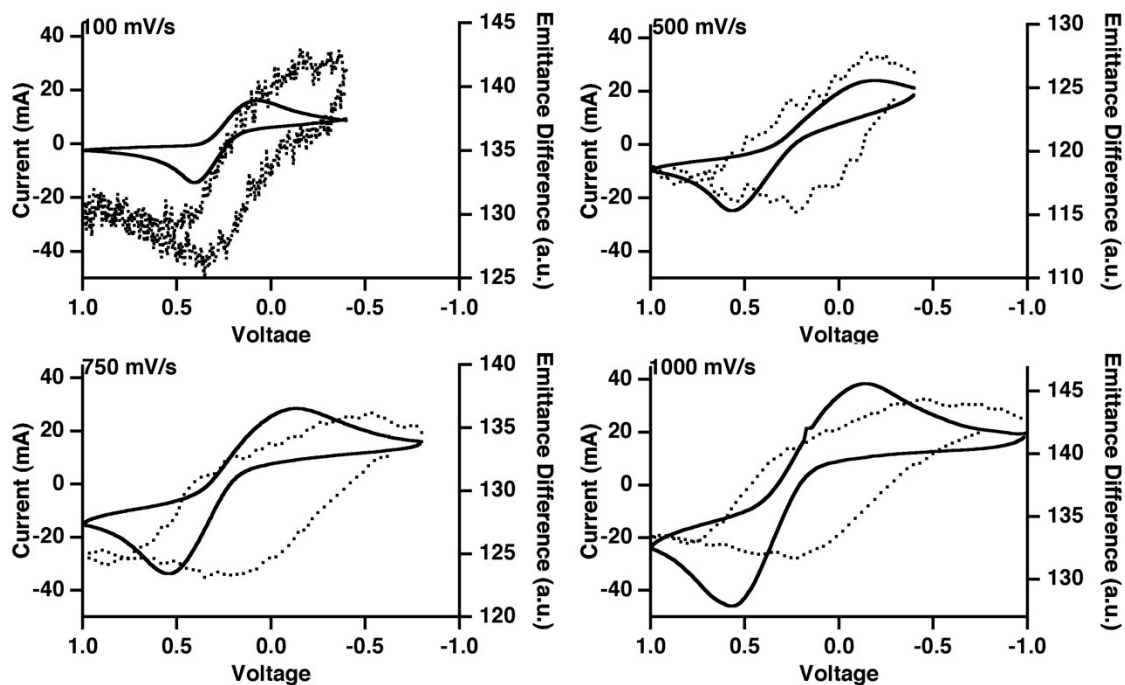 100 mV/s
Current (mA)
40
20
0
-20
-40
145
140
135
130
125
Emittance Difference (a.u.)
1.0 0.5 0.0 -0.5 -1.0
Voltage
500 mV/s
Current (mA)
40
20
0
-20
-40
130
125
120
115
110
Emittance Difference (a.u.)
1.0 0.5 0.0 -0.5 -1.0
Voltage
750 mV/s
Current (mA)
40
20
0
-20
-40
140
135
130
125
120
Emittance Difference (a.u.)
1.0 0.5 0.0 -0.5 -1.0
Voltage
1000 mV/s
Current (mA)
40
20
0
-20
-40
145
140
135
130
Emittance Difference (a.u.)
1.0 0.5 0.0 -0.5 -1.0
Voltage